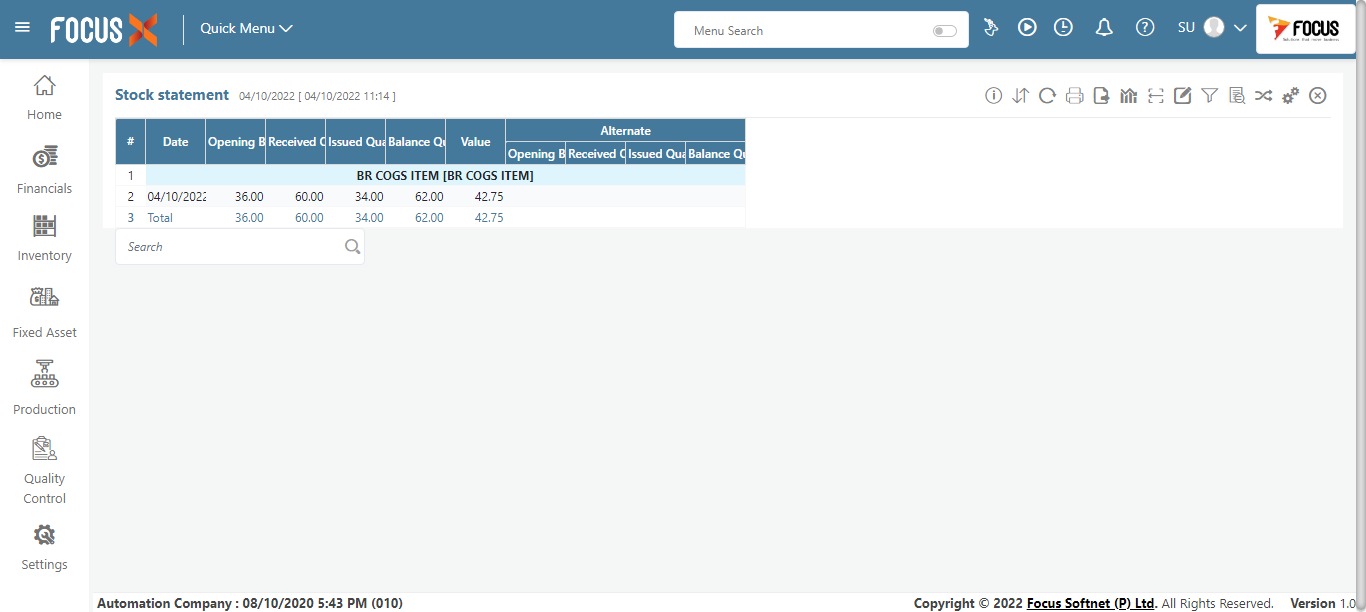 FOCUS X
Quick Menu
Menu Search
SU
FOCUS
Stock statement 04/10/2022 [ 04/10/2022 11:14 ]
# Date Opening B Received Q Issued Qua Balance Qu Value Alternate
Opening B Received Q Issued Qua Balance Qu
1 BR COGS ITEM [BR COGS ITEM]
2 04/10/2022 36.00 60.00 34.00 62.00 42.75
3 Total 36.00 60.00 34.00 62.00 42.75
Search
Home
Financials
Inventory
Fixed Asset
Production
Quality
Control
Settings
Automation Company : 08/10/2020 5:43 PM (010)
Copyright © 2022 Focus Softnet (P) Ltd. All Rights Reserved. Version 1.0